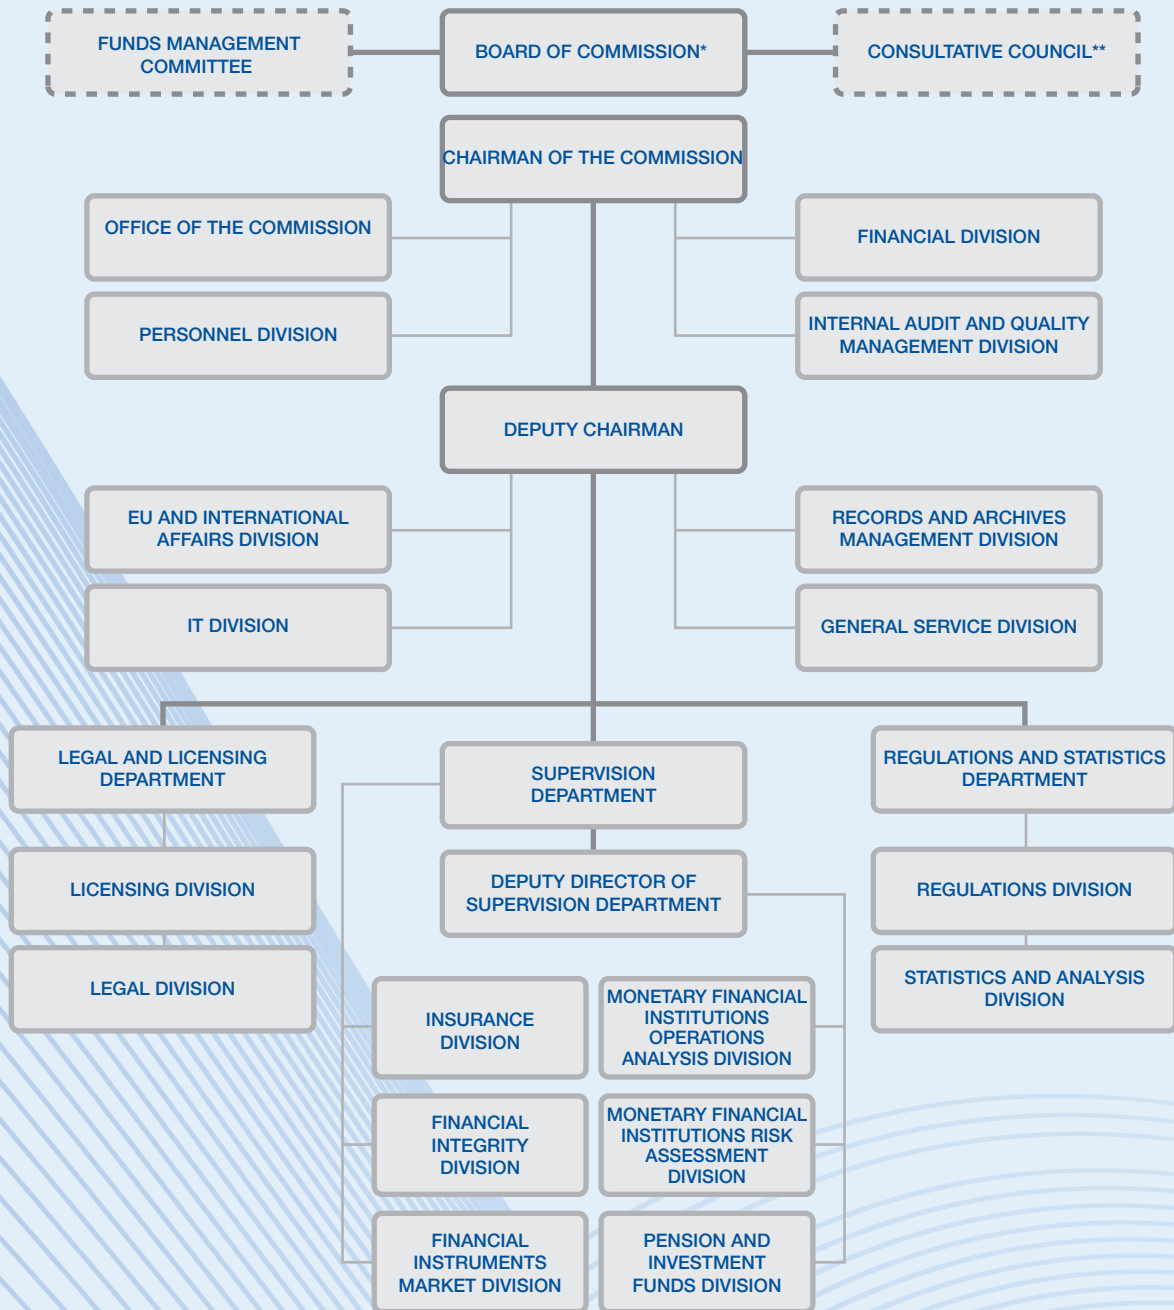 FUNDS MANAGEMENT
COMMITTEE
BOARD OF COMMISSION*
CONSULTATIVE COUNCIL**
CHAIRMAN OF THE COMMISSION
OFFICE OF THE COMMISSION
FINANCIAL DIVISION
PERSONNEL DIVISION
INTERNAL AUDIT AND QUALITY
MANAGEMENT DIVISION
DEPUTY CHAIRMAN
EU AND INTERNATIONAL
AFFAIRS DIVISION
RECORDS AND ARCHIVES
MANAGEMENT DIVISION
IT DIVISION
GENERAL SERVICE DIVISION
LEGAL AND LICENSING
DEPARTMENT
SUPERVISION
DEPARTMENT
REGULATIONS AND STATISTICS
DEPARTMENT
LICENSING DIVISION
DEPUTY DIRECTOR OF
SUPERVISION DEPARTMENT
REGULATIONS DIVISION
LEGAL DIVISION
STATISTICS AND ANALYSIS
DIVISION
INSURANCE
DIVISION
MONETARY FINANCIAL
INSTITUTIONS
OPERATIONS
ANALYSIS DIVISION
FINANCIAL
INTEGRITY
DIVISION
MONETARY FINANCIAL
INSTITUTIONS RISK
ASSESSMENT
DIVISION
FINANCIAL
INSTRUMENTS
MARKET DIVISION
PENSION AND
INVESTMENT
FUNDS DIVISION